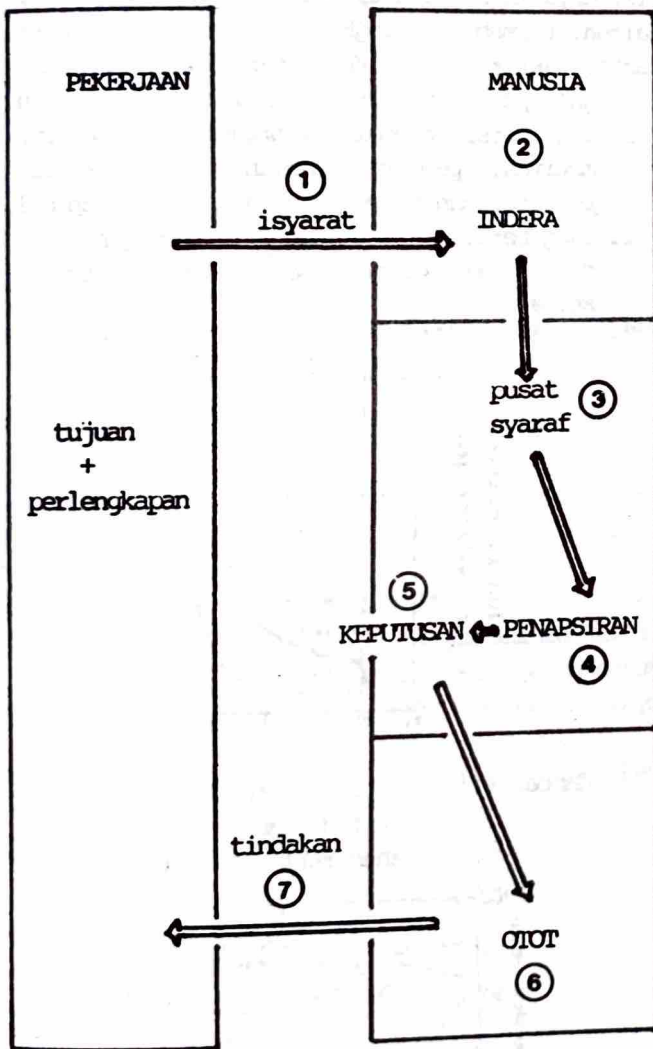 PEKERJAAN
MANUSIA
②
①
isyarat
INDERA
pusat
syaraf
③
tujuan
+
perlengkapan
⑤
KEPUTUSAN
PENAPSIRAN
④
tindakan
⑦
OTOT
⑥